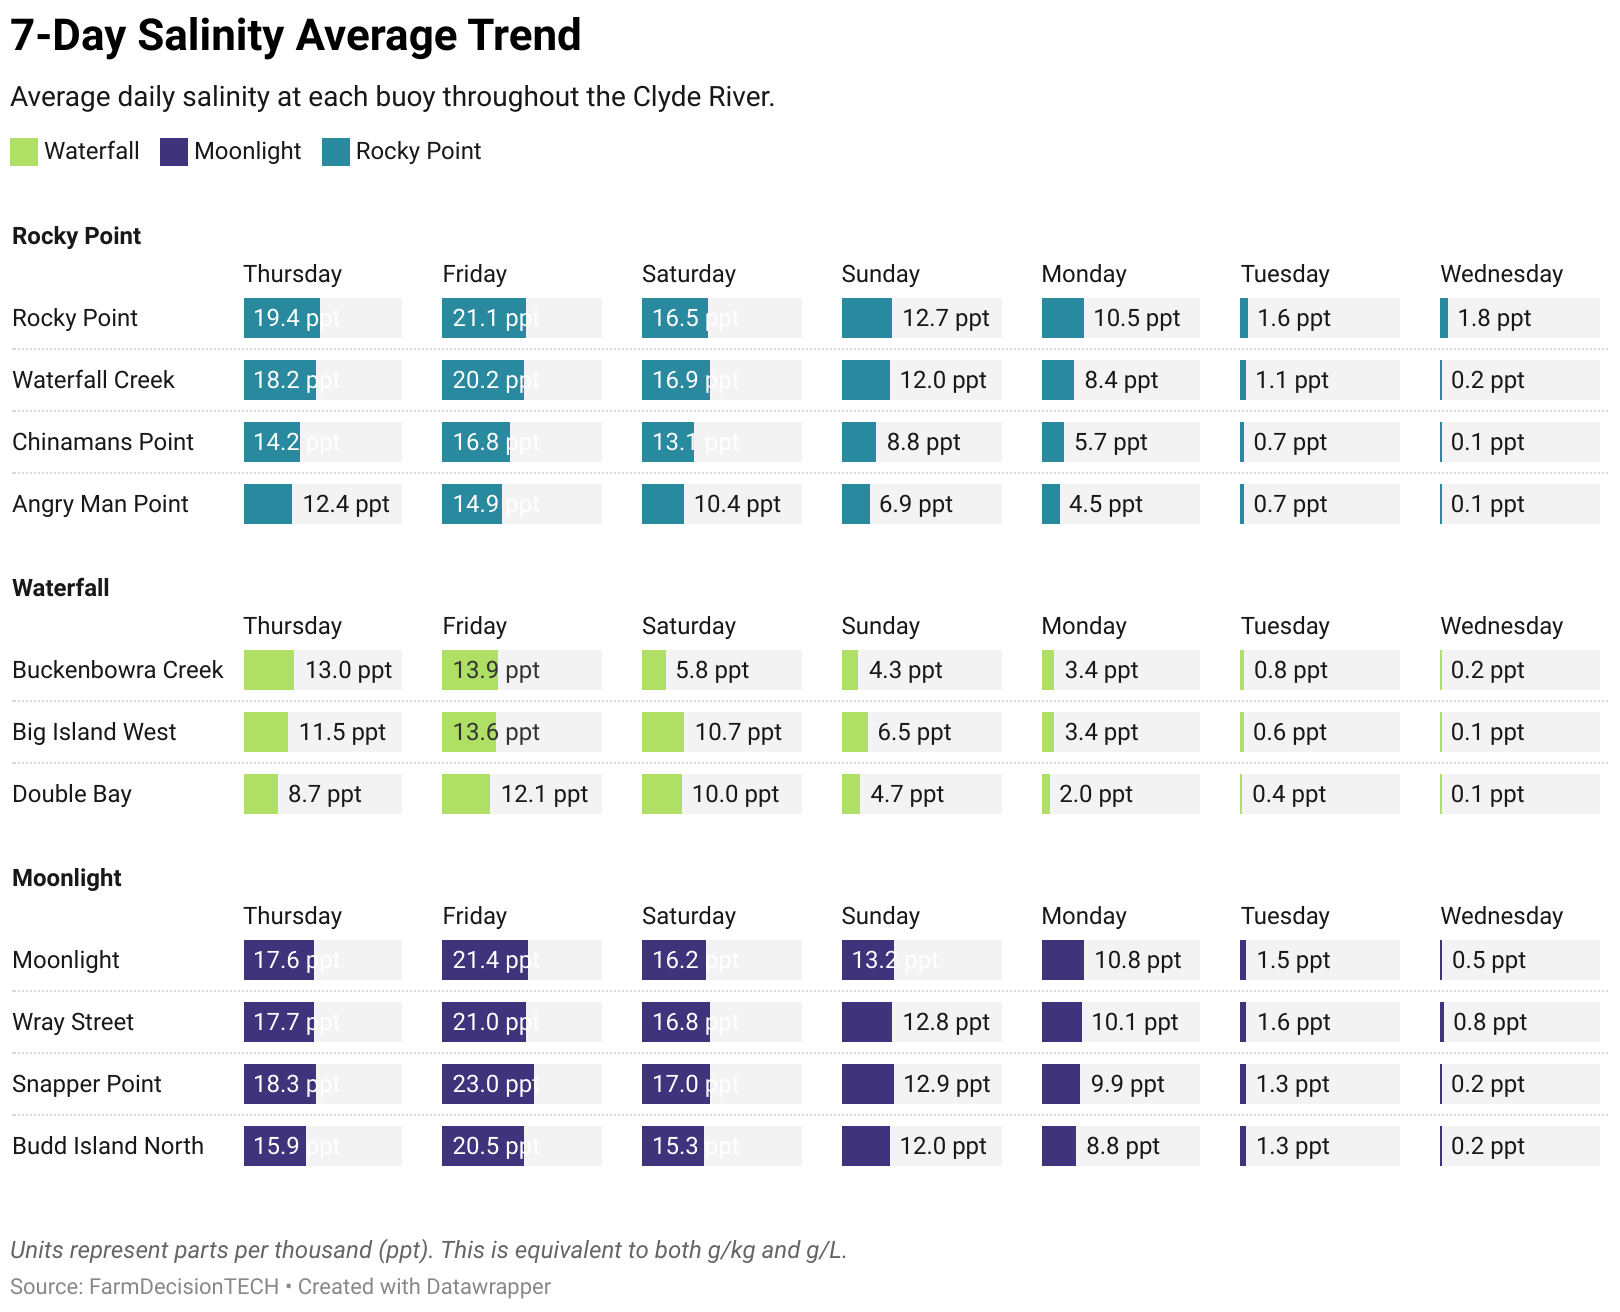 7-Day Salinity Average Trend
Average daily salinity at each buoy throughout the Clyde River.
Waterfall Moonlight Rocky Point
Rocky Point
Thursday Friday Saturday Sunday Monday Tuesday Wednesday
Rocky Point 19.4 ppt 21.1 ppt 16.5 ppt 12.7 ppt 10.5 ppt 1.6 ppt 1.8 ppt
Waterfall Creek 18.2 ppt 20.2 ppt 16.9 ppt 12.0 ppt 8.4 ppt 1.1 ppt 0.2 ppt
Chinamans Point 14.2 ppt 16.8 ppt 13.1 ppt 8.8 ppt 5.7 ppt 0.7 ppt 0.1 ppt
Angry Man Point 12.4 ppt 14.9 ppt 10.4 ppt 6.9 ppt 4.5 ppt 0.7 ppt 0.1 ppt
Waterfall
Thursday Friday Saturday Sunday Monday Tuesday Wednesday
Buckenbowra Creek 13.0 ppt 13.9 ppt 5.8 ppt 4.3 ppt 3.4 ppt 0.8 ppt 0.2 ppt
Big Island West 11.5 ppt 13.6 ppt 10.7 ppt 6.5 ppt 3.4 ppt 0.6 ppt 0.1 ppt
Double Bay 8.7 ppt 12.1 ppt 10.0 ppt 4.7 ppt 2.0 ppt 0.4 ppt 0.1 ppt
Moonlight
Thursday Friday Saturday Sunday Monday Tuesday Wednesday
Moonlight 17.6 ppt 21.4 ppt 16.2 ppt 13.2 ppt 10.8 ppt 1.5 ppt 0.5 ppt
Wray Street 17.7 ppt 21.0 ppt 16.8 ppt 12.8 ppt 10.1 ppt 1.6 ppt 0.8 ppt
Snapper Point 18.3 ppt 23.0 ppt 17.0 ppt 12.9 ppt 9.9 ppt 1.3 ppt 0.2 ppt
Budd Island North 15.9 ppt 20.5 ppt 15.3 ppt 12.0 ppt 8.8 ppt 1.3 ppt 0.2 ppt
Units represent parts per thousand (ppt). This is equivalent to both g/kg and g/L.
Source: FarmDecisionTECH • Created with Datawrapper